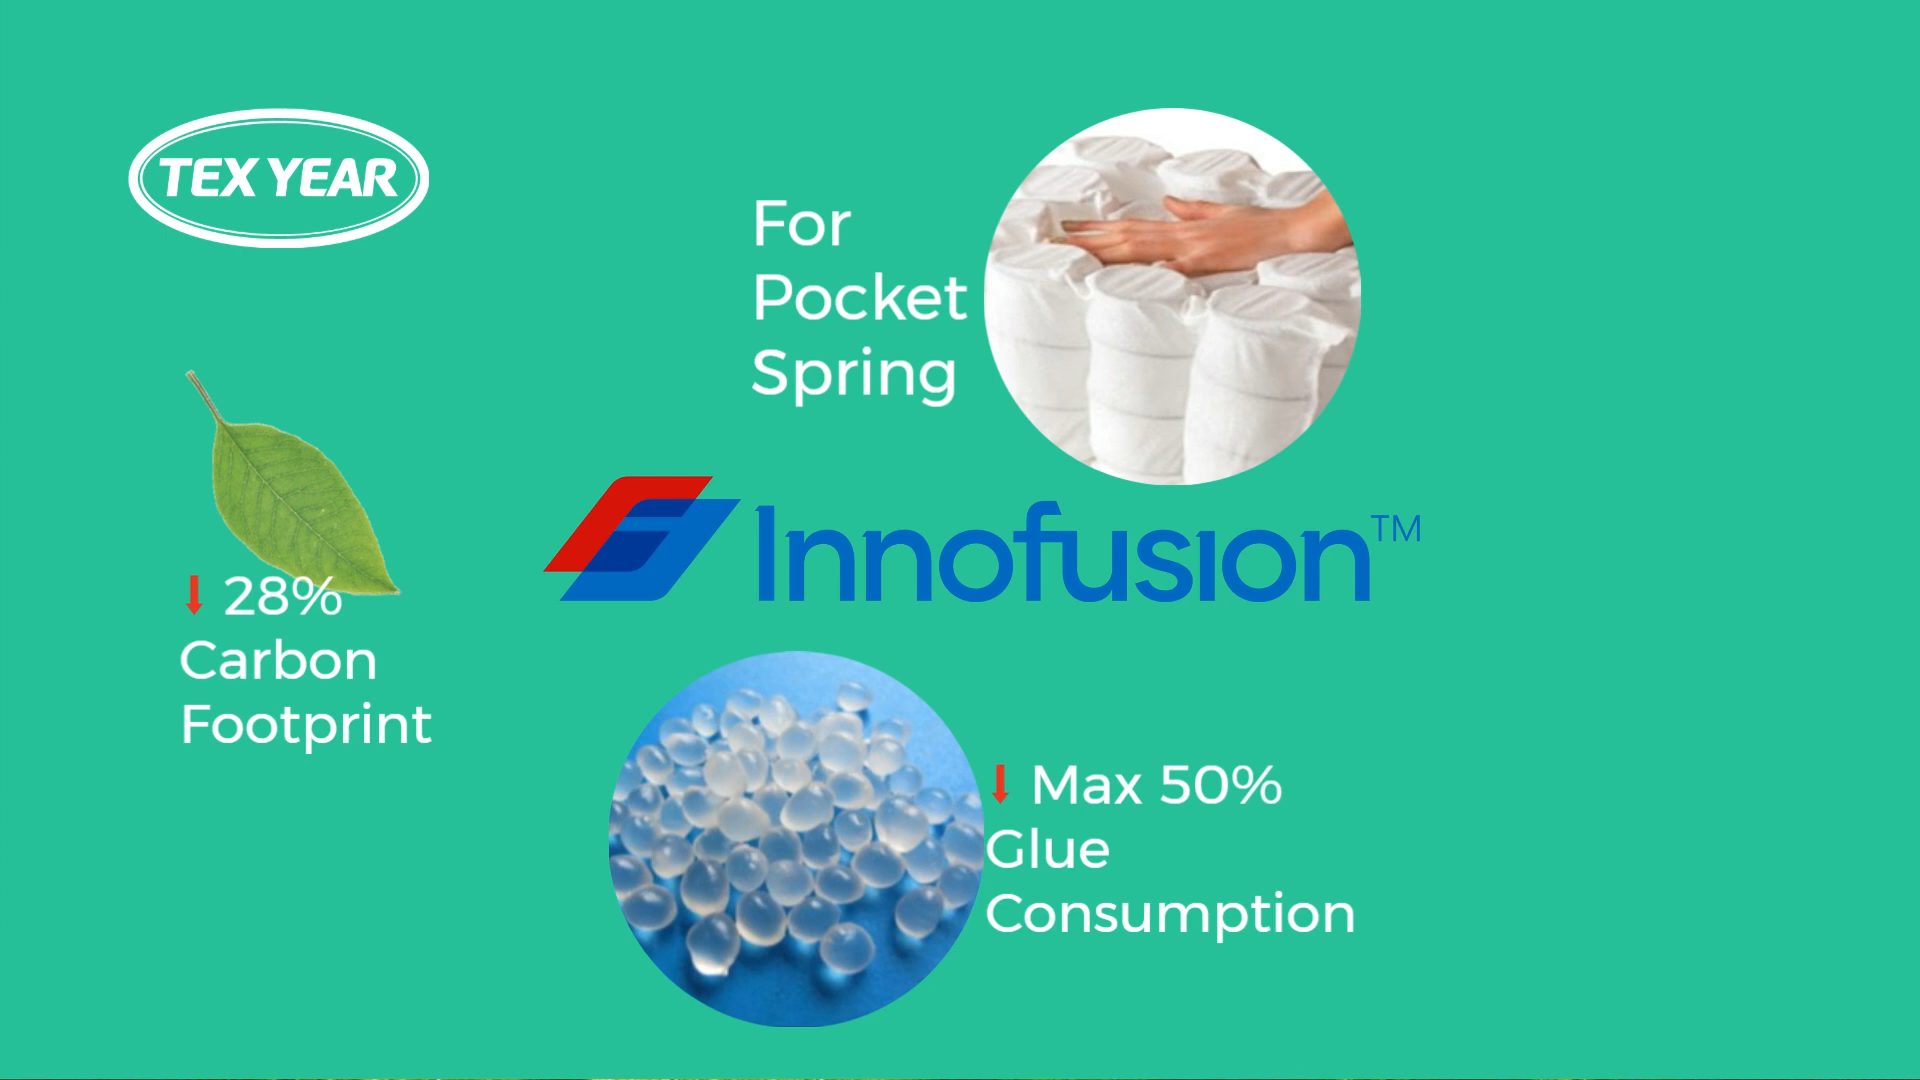 TEX YEAR
For
Pocket
Spring
Innofusion™
↓ 28%
Carbon
Footprint
↓ Max 50%
Glue
Consumption